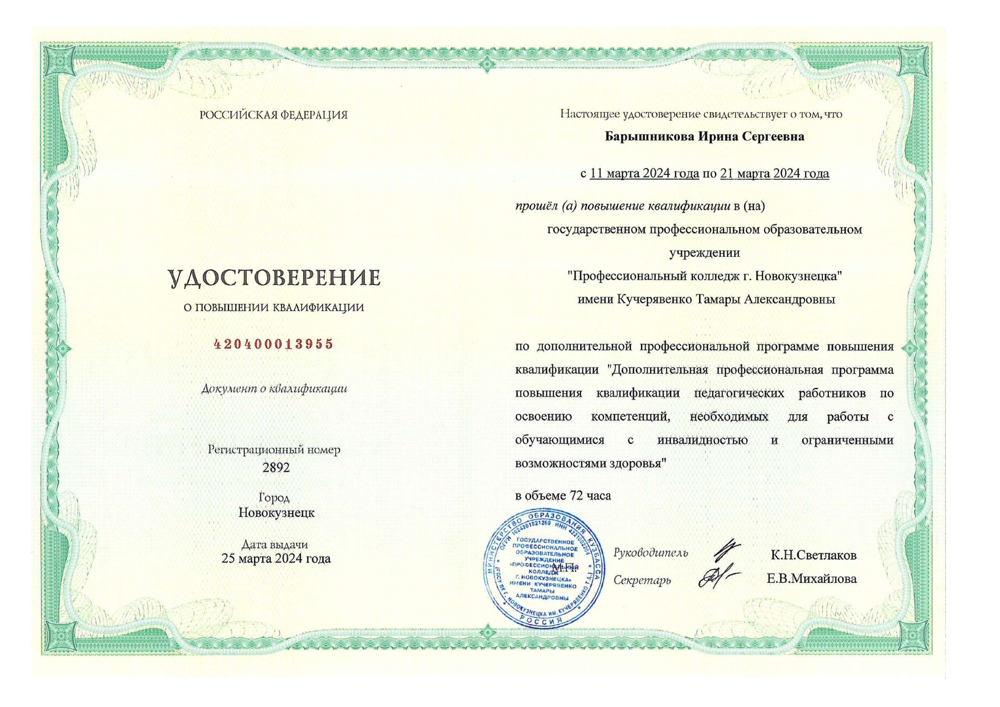 РОССИЙСКАЯ ФЕДЕРАЦИЯ
УДОСТОВЕРЕНИЕ
О ПОВЫШЕНИИ КВАЛИФИКАЦИИ
420400013955
Документ о квалификации
Регистрационный номер
2892
Город
Новокузнецк
Дата выдачи
25 марта 2024 года
Настоящее удостоверение свидетельствует о том, что
Барышникова Ирина Сергеевна
с 11 марта 2024 года по 21 марта 2024 года
прошёл (а) повышение квалификации в (на)
государственном профессиональном образовательном
учреждении
"Профессиональный колледж г. Новокузнецка"
имени Кучерявенко Тамары Александровны
по дополнительной профессиональной программе повышения
квалификации "Дополнительная профессиональная программа
повышения квалификации педагогических работников по
освоению компетенций, необходимых для работы с
обучающимися с инвалидностью и ограниченными
возможностями здоровья"
в объеме 72 часа
МИНИСТЕРСТВО ОБРАЗОВАНИЯ КУЗБАССА
ОГРН 1024201821269 ИНН 4221002204
(ГПОУ ПК Г. НОВОКУЗНЕЦКА ИМ. КУЧЕРЯВЕНКО Т.А.)
РОССИЯ
ГОСУДАРСТВЕННОЕ
ПРОФЕССИОНАЛЬНОЕ
ОБРАЗОВАТЕЛЬНОЕ
УЧРЕЖДЕНИЕ
«ПРОФЕССИОНАЛЬНЫЙ
КОЛЛЕДЖ
Г. НОВОКУЗНЕЦКА»
ИМЕНИ КУЧЕРЯВЕНКО
ТАМАРЫ
АЛЕКСАНДРОВНЫ
М.П.
Руководитель К.Н.Светлаков
Секретарь Е.В.Михайлова